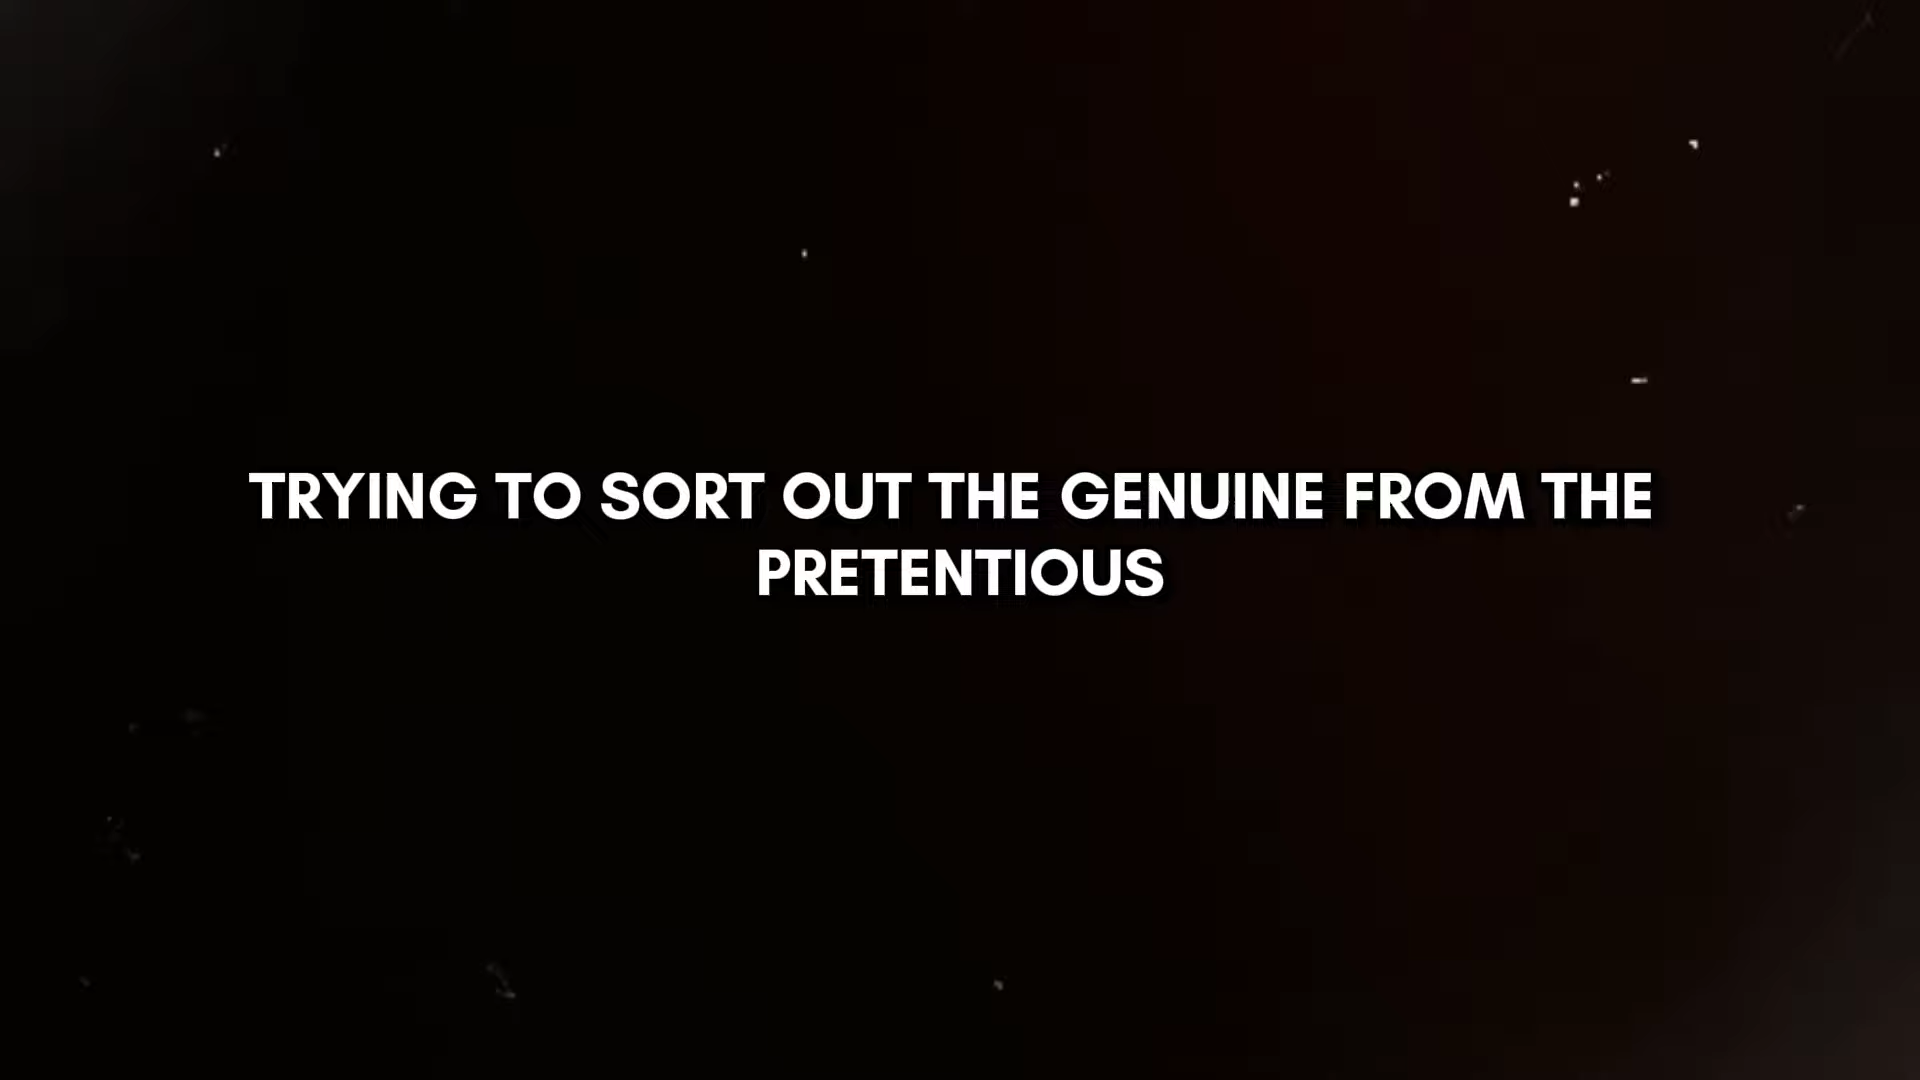 TRYING TO SORT OUT THE GENUINE FROM THE
PRETENTIOUS